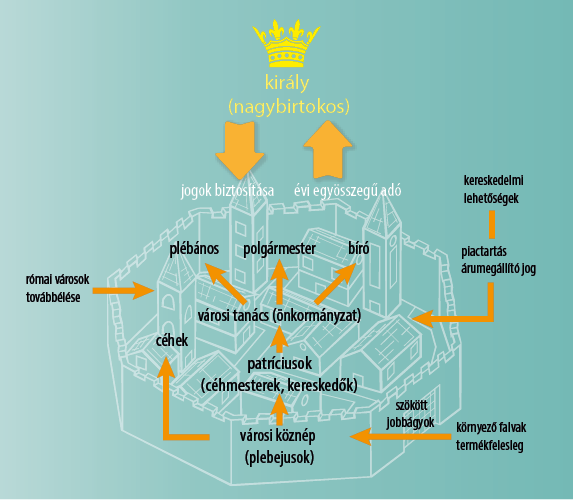 király
(nagybirtokos)
jogok biztosítása
évi egyösszegű adó
kereskedelmi
lehetőségek
plébános
polgármester
bíró
piactartás
árumegállító jog
római városok
továbbélése
városi tanács (önkormányzat)
céhek
patríciusok
(céhmesterek, kereskedők)
szökött
jobbágyok
városi köznép
(plebejusok)
környező falvak
termékfelesleg